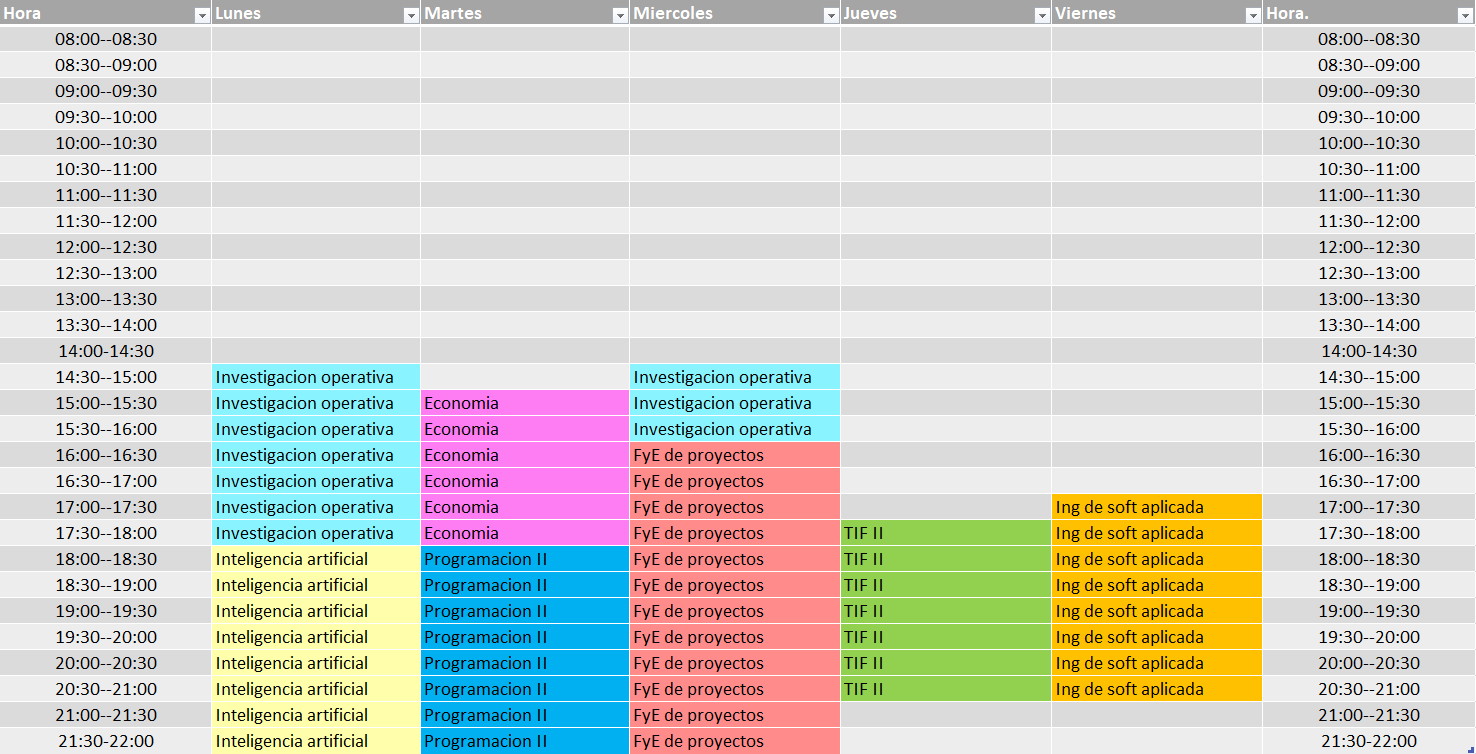 Hora Lunes Martes Miercoles Jueves Viernes Hora.
08:00--08:30 08:00--08:30
08:30--09:00 08:30--09:00
09:00--09:30 09:00--09:30
09:30--10:00 09:30--10:00
10:00--10:30 10:00--10:30
10:30--11:00 10:30--11:00
11:00--11:30 11:00--11:30
11:30--12:00 11:30--12:00
12:00--12:30 12:00--12:30
12:30--13:00 12:30--13:00
13:00--13:30 13:00--13:30
13:30--14:00 13:30--14:00
14:00-14:30 14:00-14:30
14:30--15:00 Investigacion operativa Investigacion operativa 14:30--15:00
15:00--15:30 Investigacion operativa Economia Investigacion operativa 15:00--15:30
15:30--16:00 Investigacion operativa Economia Investigacion operativa 15:30--16:00
16:00--16:30 Investigacion operativa Economia FyE de proyectos 16:00--16:30
16:30--17:00 Investigacion operativa Economia FyE de proyectos 16:30--17:00
17:00--17:30 Investigacion operativa Economia FyE de proyectos Ing de soft aplicada 17:00--17:30
17:30--18:00 Investigacion operativa Economia FyE de proyectos TIF II Ing de soft aplicada 17:30--18:00
18:00--18:30 Inteligencia artificial Programacion II FyE de proyectos TIF II Ing de soft aplicada 18:00--18:30
18:30--19:00 Inteligencia artificial Programacion II FyE de proyectos TIF II Ing de soft aplicada 18:30--19:00
19:00--19:30 Inteligencia artificial Programacion II FyE de proyectos TIF II Ing de soft aplicada 19:00--19:30
19:30--20:00 Inteligencia artificial Programacion II FyE de proyectos TIF II Ing de soft aplicada 19:30--20:00
20:00--20:30 Inteligencia artificial Programacion II FyE de proyectos TIF II Ing de soft aplicada 20:00--20:30
20:30--21:00 Inteligencia artificial Programacion II FyE de proyectos TIF II Ing de soft aplicada 20:30--21:00
21:00--21:30 Inteligencia artificial Programacion II FyE de proyectos 21:00--21:30
21:30-22:00 Inteligencia artificial Programacion II FyE de proyectos 21:30-22:00